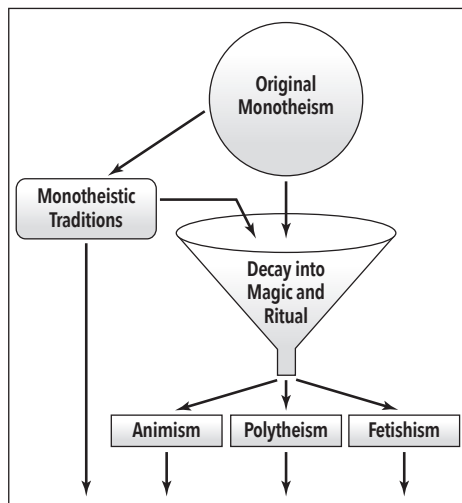 Original
Monotheism
Monotheistic
Traditions
Decay into
Magic and
Ritual
Animism
Polytheism
Fetishism